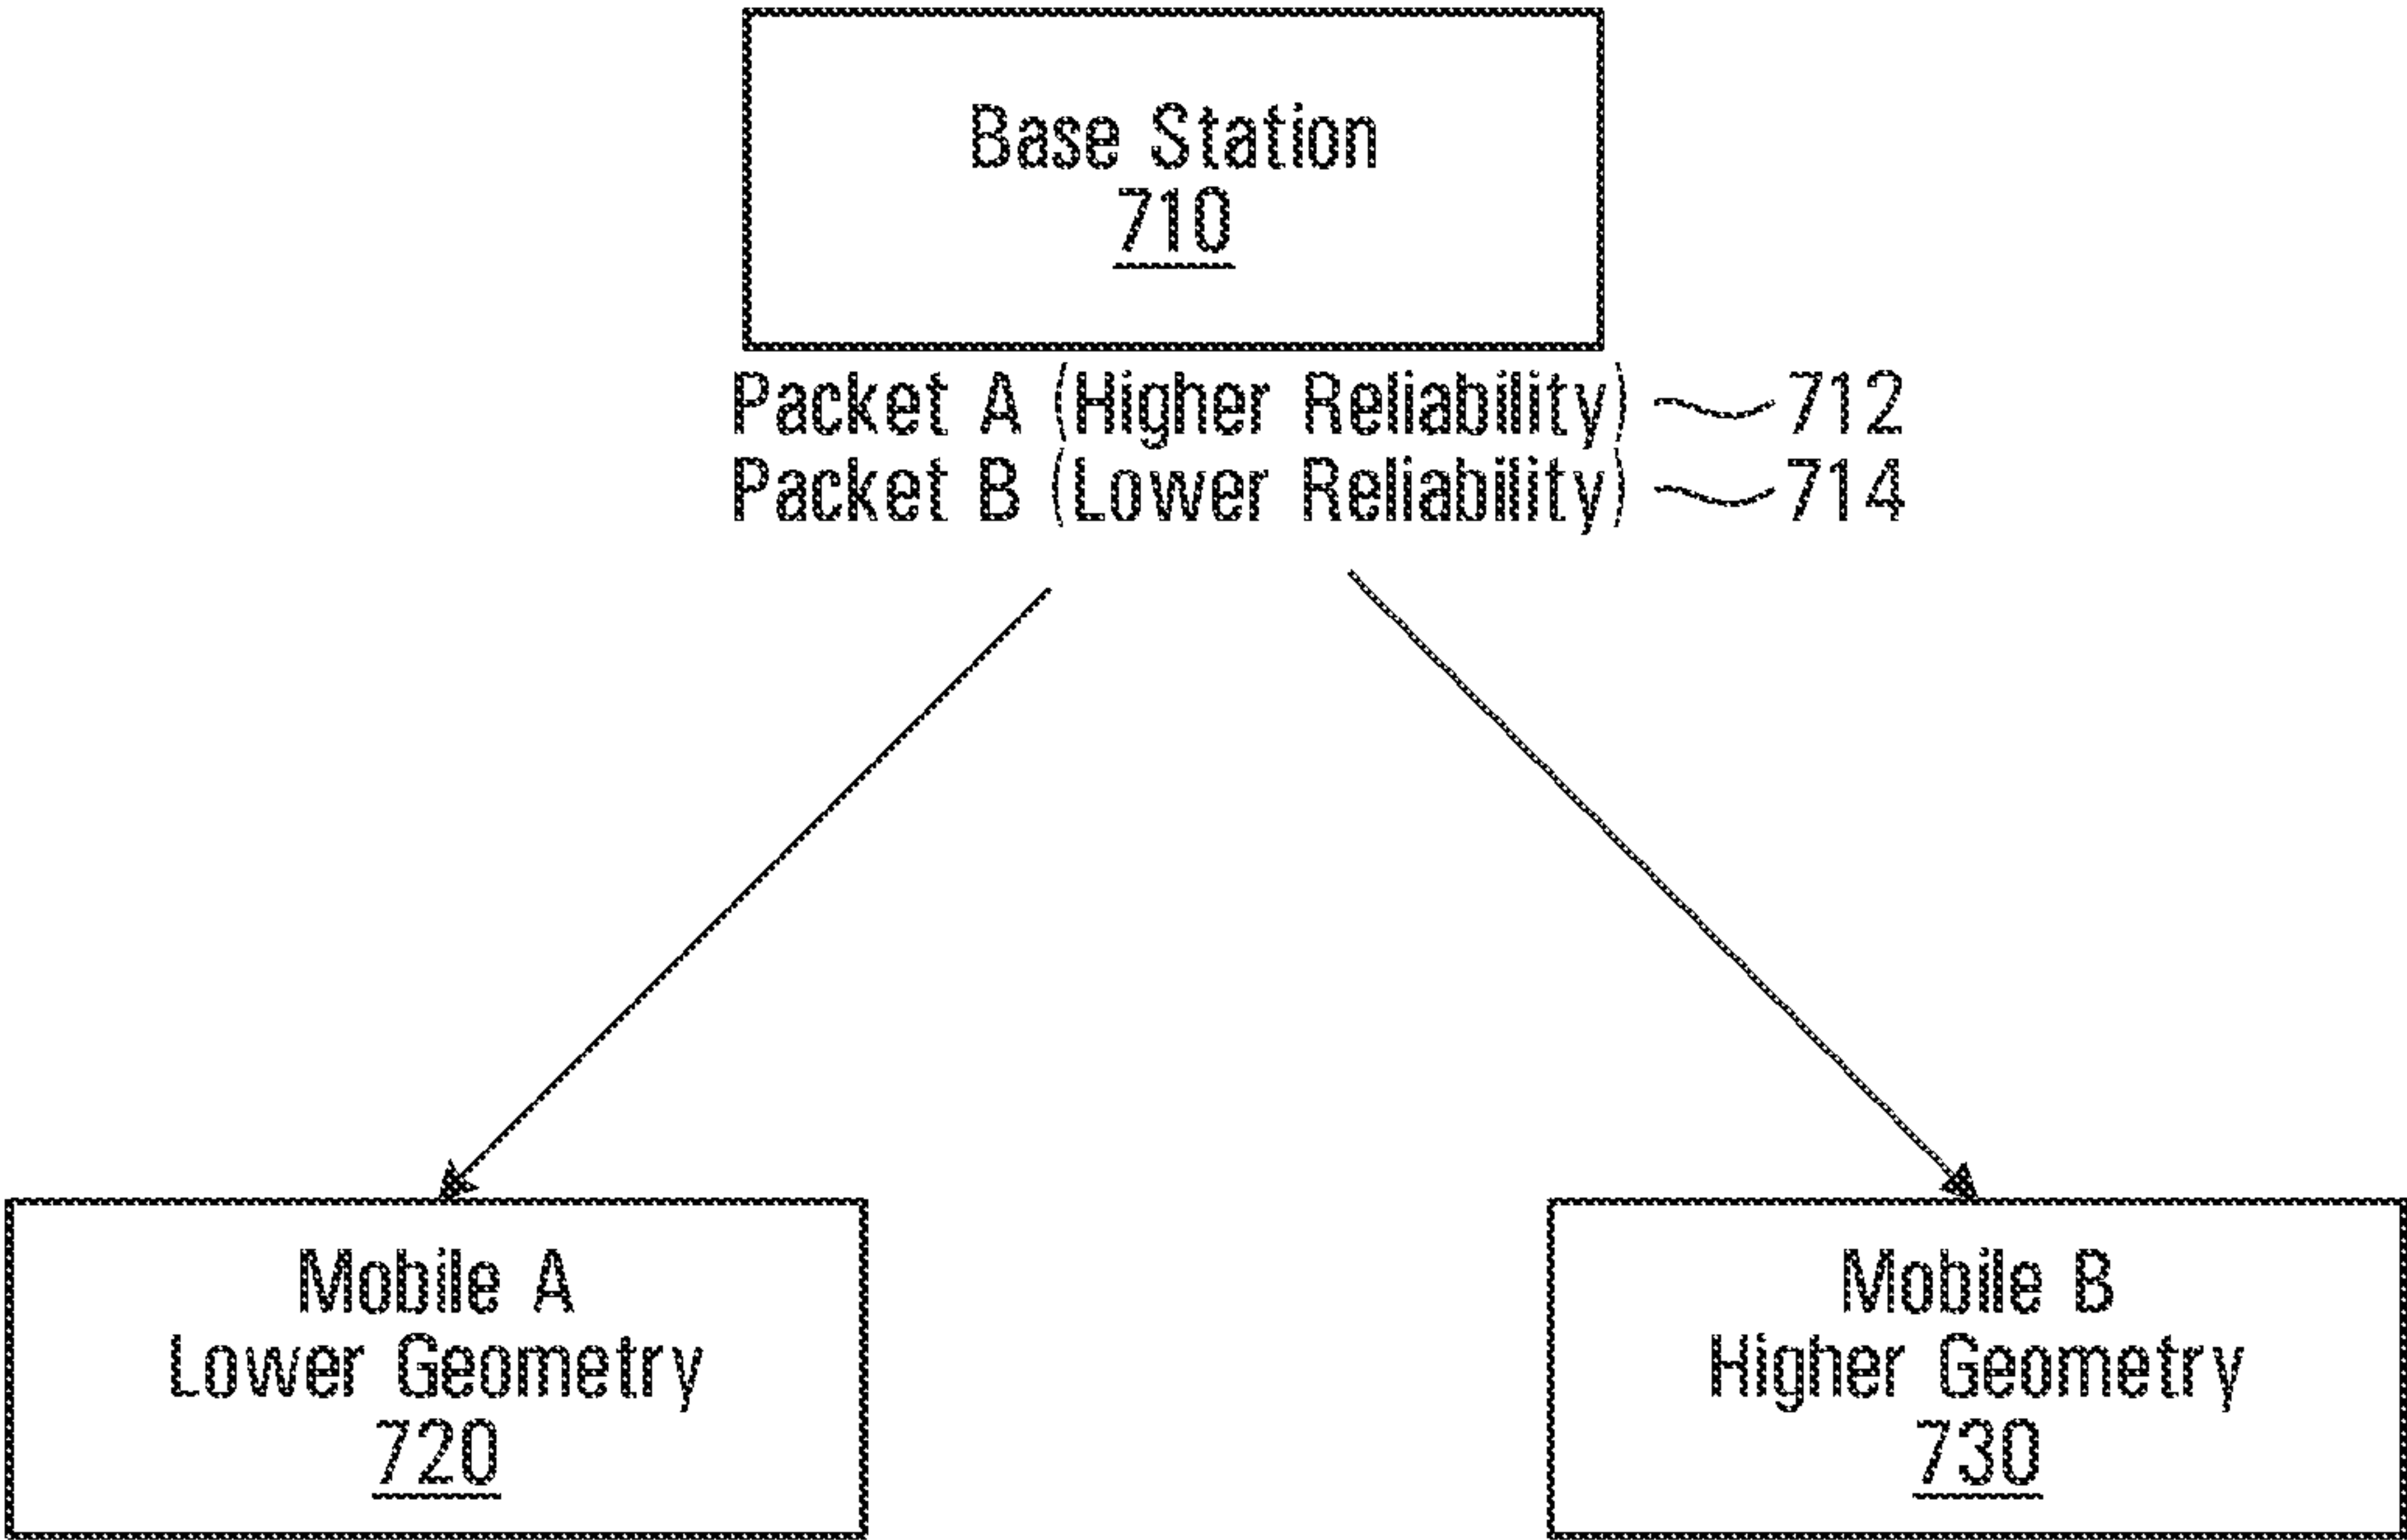 Base Station
710
Packet A (Higher Reliability) 712
Packet B (Lower Reliability) 714
Mobile A
Lower Geometry
720
Mobile B
Higher Geometry
730